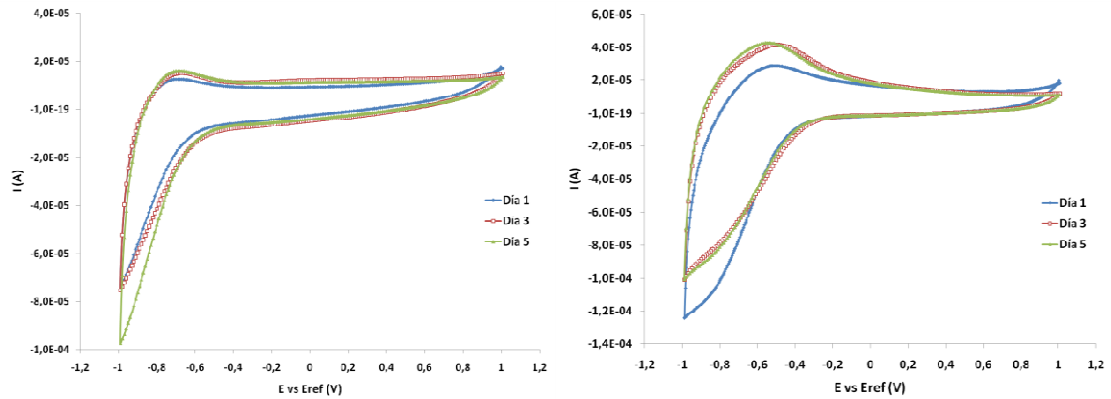 4,0E-05
2,0E-05
-1,0E-19
-2,0E-05
-4,0E-05
-6,0E-05
-8,0E-05
-1,0E-04
I (A)
-1,2 -1 -0,8 -0,6 -0,4 -0,2 0 0,2 0,4 0,6 0,8 1 1,2
E vs Eref (V)
Día 1
Día 3
Día 5
6,0E-05
4,0E-05
2,0E-05
-1,0E-19
-2,0E-05
-4,0E-05
-6,0E-05
-8,0E-05
-1,0E-04
-1,2E-04
-1,4E-04
I (A)
-1,2 -1 -0,8 -0,6 -0,4 -0,2 0 0,2 0,4 0,6 0,8 1 1,2
E vs Eref (V)
Día 1
Día 3
Día 5